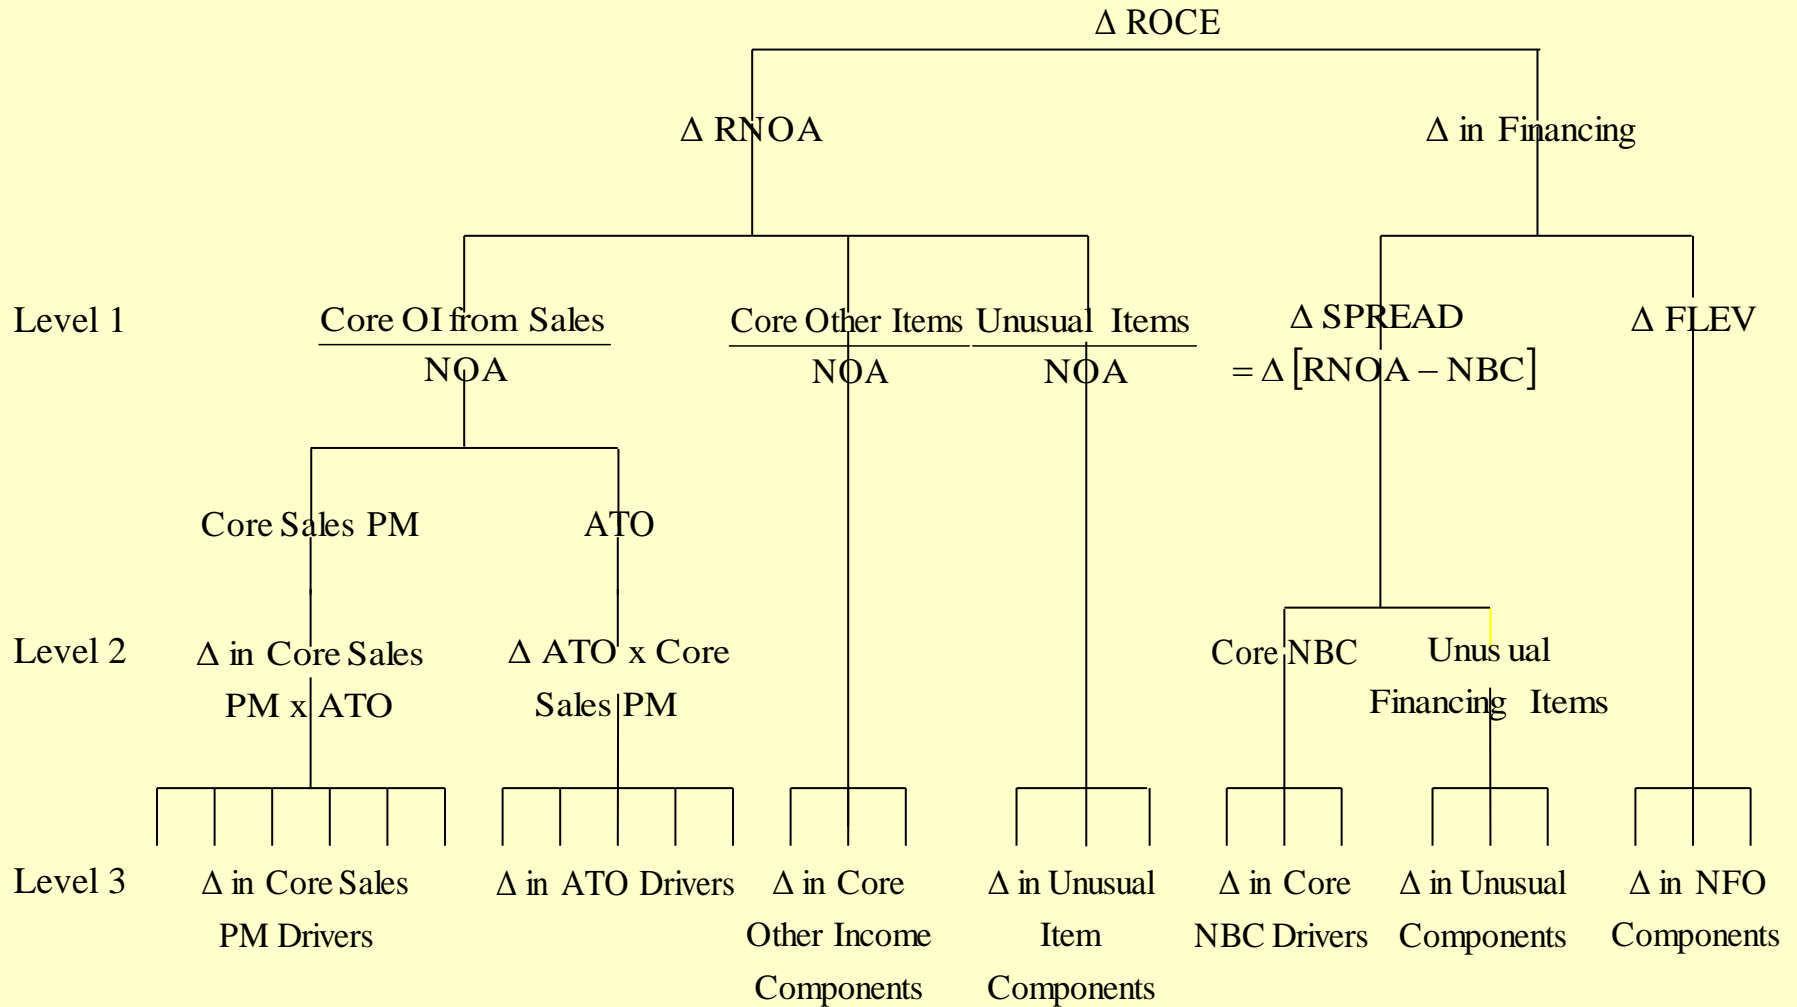 Δ ROCE
Δ RNOA
Δ in Financing
Level 1
Core OI from Sales
NOA
Core Other Items
NOA
Unusual Items
NOA
Δ SPREAD
= Δ [RNOA – NBC]
Δ FLEV
Core Sales PM
ATO
Level 2
Δ in Core Sales
PM x ATO
Δ ATO x Core
Sales PM
Core NBC
Unusual
Financing Items
Level 3
Δ in Core Sales
PM Drivers
Δ in ATO Drivers
Δ in Core
Other Income
Components
Δ in Unusual
Item
Components
Δ in Core
NBC Drivers
Δ in Unusual
Components
Δ in NFO
Components